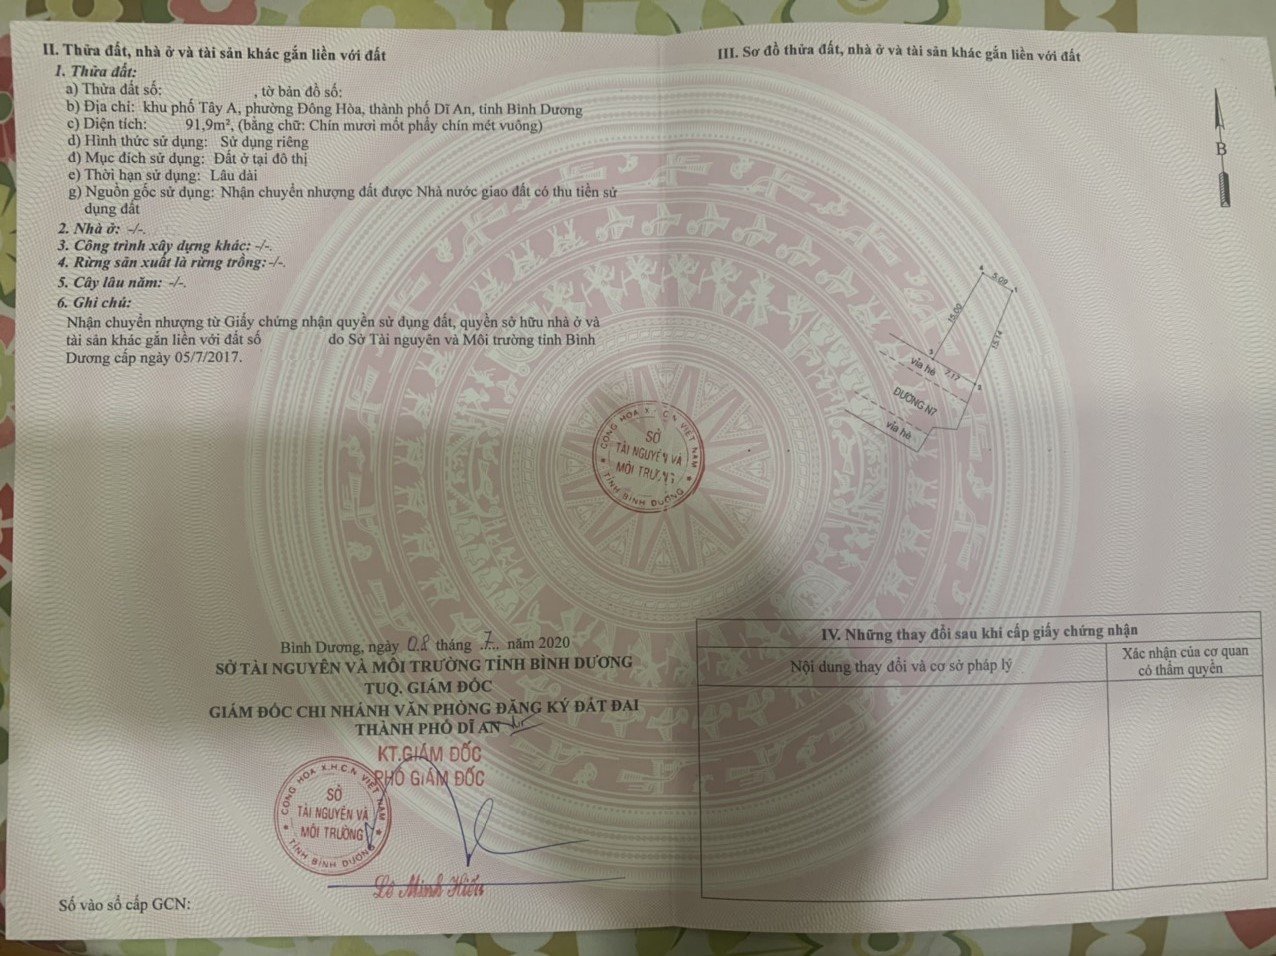 II. Thửa đất, nhà ở và tài sản khác gắn liền với đất
1. Thửa đất:
a) Thửa đất số: , tờ bản đồ số:
b) Địa chỉ: khu phố Tây A, phường Đông Hòa, thành phố Dĩ An, tỉnh Bình Dương
c) Diện tích: 91,9m², (bằng chữ: Chín mươi mốt phẩy chín mét vuông)
d) Hình thức sử dụng: Sử dụng riêng
đ) Mục đích sử dụng: Đất ở tại đô thị
e) Thời hạn sử dụng: Lâu dài
g) Nguồn gốc sử dụng: Nhận chuyển nhượng đất được Nhà nước giao đất có thu tiền sử
dụng đất
2. Nhà ở: -/-.
3. Công trình xây dựng khác: -/-.
4. Rừng sản xuất là rừng trồng: -/-.
5. Cây lâu năm: -/-.
6. Ghi chú:
Nhận chuyển nhượng từ Giấy chứng nhận quyền sử dụng đất, quyền sở hữu nhà ở và
tài sản khác gắn liền với đất số do Sở Tài nguyên và Môi trường tỉnh Bình
Dương cấp ngày 05/7/2017.
Bình Dương, ngày 08 tháng 7 năm 2020
SỞ TÀI NGUYÊN VÀ MÔI TRƯỜNG TỈNH BÌNH DƯƠNG
TUQ. GIÁM ĐỐC
GIÁM ĐỐC CHI NHÁNH VĂN PHÒNG ĐĂNG KÝ ĐẤT ĐAI
THÀNH PHỐ DĨ AN
KT.GIÁM ĐỐC
PHÓ GIÁM ĐỐC
CỘNG HÒA X.H.C.N VIỆT NAM
SỞ
TÀI NGUYÊN VÀ
MÔI TRƯỜNG
TỈNH BÌNH DƯƠNG
Lê Minh Hiếu
Số vào sổ cấp GCN:
CỘNG HÒA X. C.N VIỆT NAM
SỞ
TÀI NGUYÊN VÀ
MÔI TRƯỜNG
TỈNH BÌNH DƯƠNG
III. Sơ đồ thửa đất, nhà ở và tài sản khác gắn liền với đất
B
5.00
15.00
15.14
vỉa hè
7.17
ĐƯỜNG N7
vỉa hè
IV. Những thay đổi sau khi cấp giấy chứng nhận
Nội dung thay đổi và cơ sở pháp lý
Xác nhận của cơ quan
có thẩm quyền